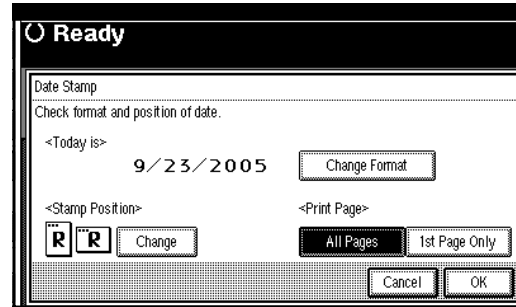 Ready
Date Stamp
Check format and position of date.
<Today is>
9/23/2005 Change Format
<Stamp Position> <Print Page>
R R Change All Pages 1st Page Only
Cancel OK